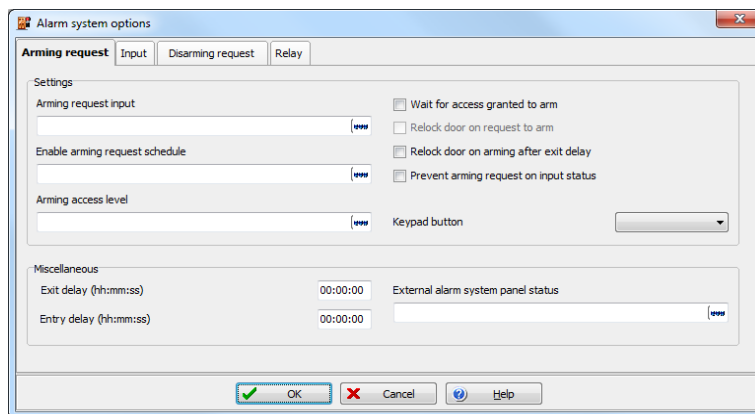 Alarm system options
Arming request Input Disarming request Relay
Settings
Arming request input
Wait for access granted to arm
Relock door on request to arm
Enable arming request schedule
Relock door on arming after exit delay
Prevent arming request on input status
Arming access level
Keypad button
Miscellaneous
Exit delay (hh:mm:ss) 00:00:00
External alarm system panel status
Entry delay (hh:mm:ss) 00:00:00
OK Cancel Help